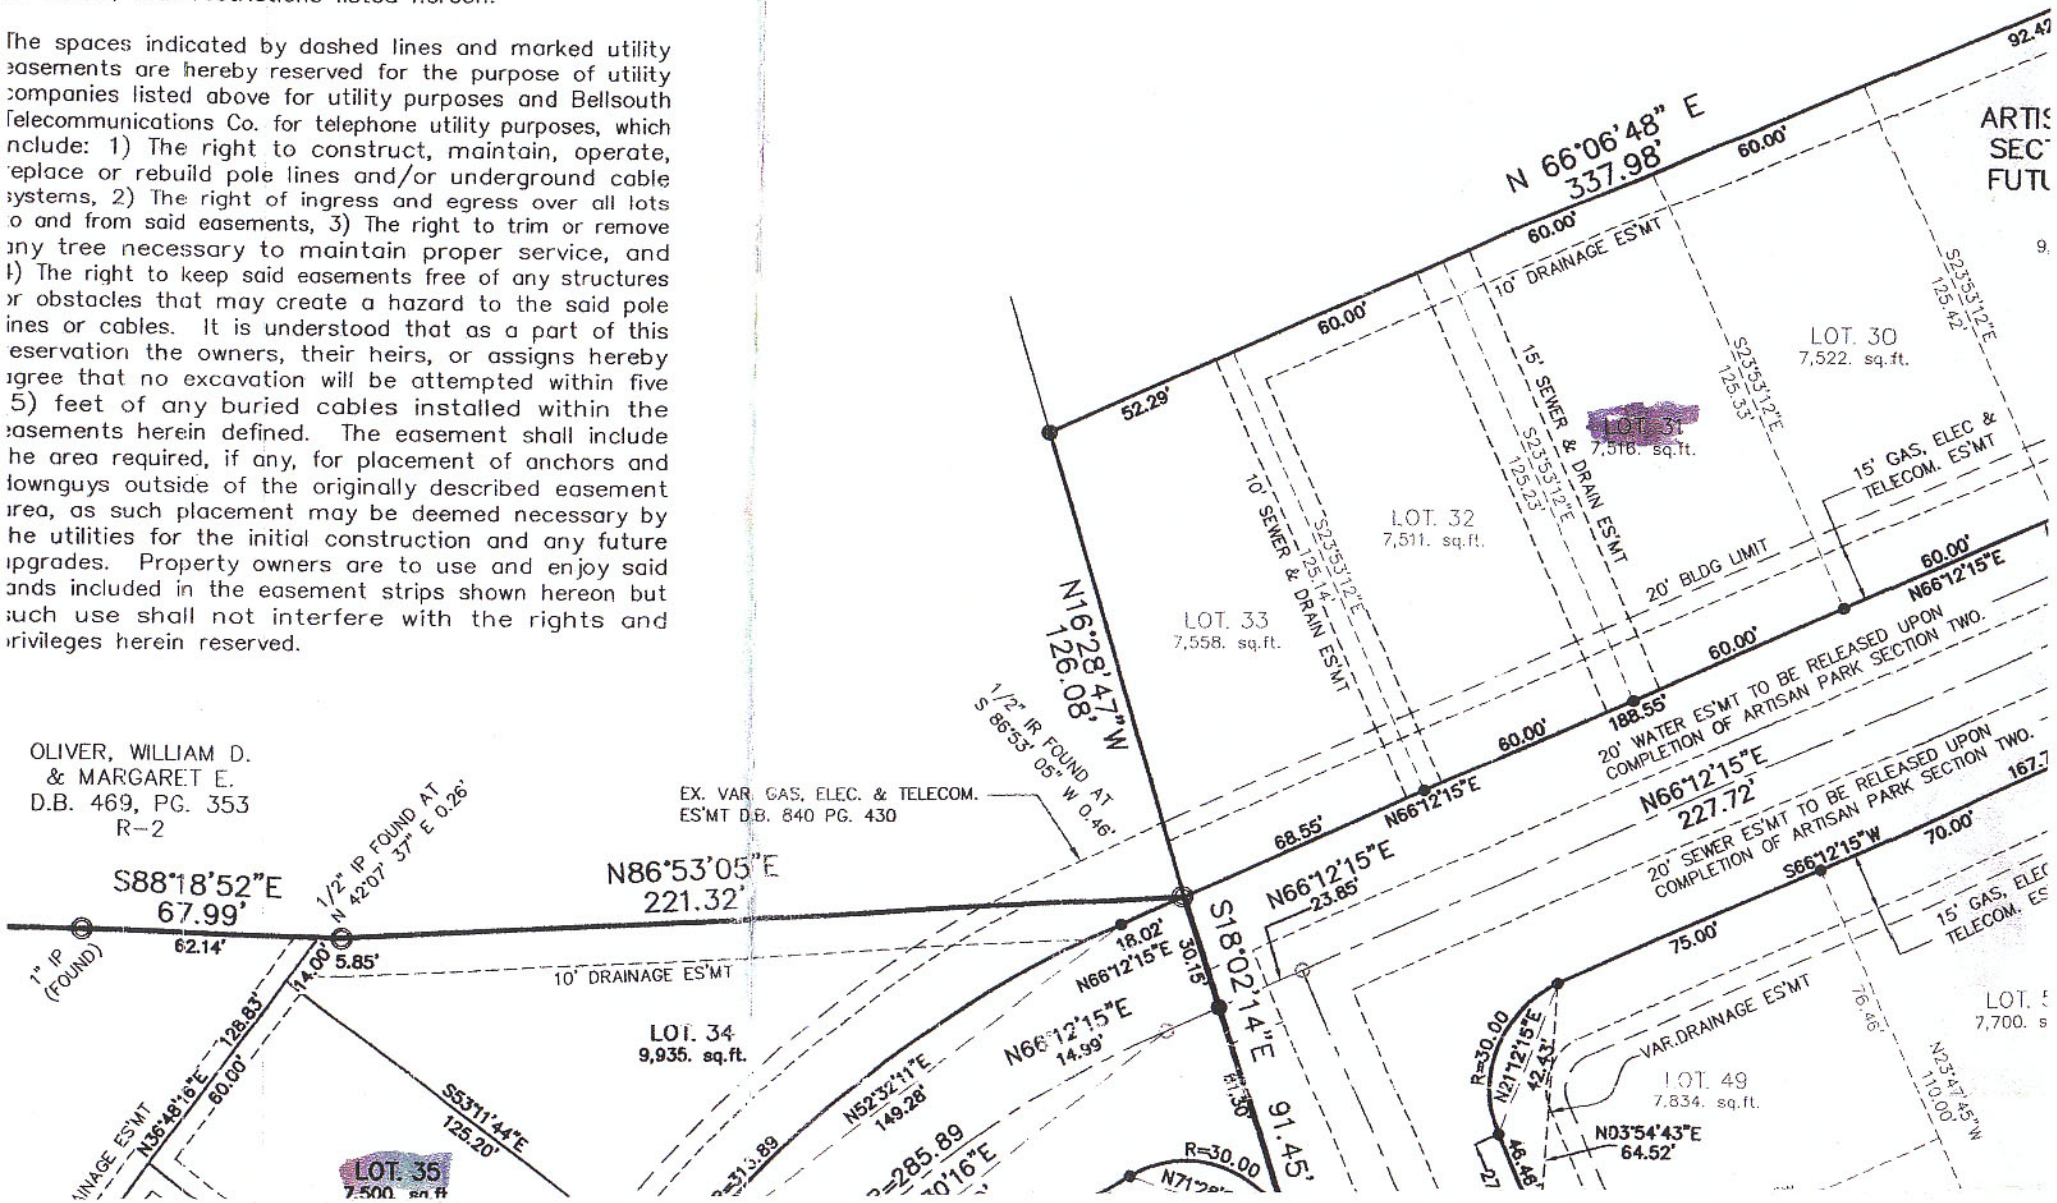 The spaces indicated by dashed lines and marked utility
easements are hereby reserved for the purpose of utility
companies listed above for utility purposes and Bellsouth
Telecommunications Co. for telephone utility purposes, which
nclude: 1) The right to construct, maintain, operate,
eplace or rebuild pole lines and/or underground cable
systems, 2) The right of ingress and egress over all lots
o and from said easements, 3) The right to trim or remove
any tree necessary to maintain proper service, and
4) The right to keep said easements free of any structures
or obstacles that may create a hazard to the said pole
ines or cables. It is understood that as a part of this
eservation the owners, their heirs, or assigns hereby
agree that no excavation will be attempted within five
5) feet of any buried cables installed within the
easements herein defined. The easement shall include
he area required, if any, for placement of anchors and
downguys outside of the originally described easement
area, as such placement may be deemed necessary by
he utilities for the initial construction and any future
upgrades. Property owners are to use and enjoy said
ands included in the easement strips shown hereon but
such use shall not interfere with the rights and
privileges herein reserved.
OLIVER, WILLIAM D.
& MARGARET E.
D.B. 469, PG. 353
R-2
S88°18'52"E
67.99'
62.14'
1" IP
(FOUND)
1/2" IP FOUND AT
N 42°07' 37" E 0.26'
5.85'
14.00'
N86°53'05"E
221.32'
EX. VAR. GAS, ELEC. & TELECOM.
ES'MT D.B. 840 PG. 430
10' DRAINAGE ES'MT
LOT. 34
9,935. sq.ft.
128.83'
N36°48'16"E
60.00'
AINAGE ES'MT
S53°11'44"E
125.20'
LOT. 35
7,500. sq.ft
1/2" IR FOUND AT
S 86°53' 05" W 0.46'
N16°28'47"W
126.08'
52.29'
60.00'
60.00'
60.00'
92.42
N 66°06'48" E
337.98'
10' DRAINAGE ES'MT
ARTIS
SECT
FUTU
9,
LOT. 30
7,522. sq.ft.
S23°53'12"E
125.42'
S23°53'12"E
125.33'
LOT. 31
7,516. sq.ft.
15' SEWER & DRAIN ES'MT
S23°53'12"E
125.23'
LOT. 32
7,511. sq.ft.
10' SEWER & DRAIN ES'MT
S23°53'12"E
125.14'
LOT. 33
7,558. sq.ft.
15' GAS, ELEC &
TELECOM. ES'MT
20' BLDG LIMIT
60.00'
N66°12'15"E
60.00'
188.55'
60.00'
N66°12'15"E
68.55'
20' WATER ES'MT TO BE RELEASED UPON
COMPLETION OF ARTISAN PARK SECTION TWO.
N66°12'15"E
227.72'
20' SEWER ES'MT TO BE RELEASED UPON
COMPLETION OF ARTISAN PARK SECTION TWO.
167.7
N66°12'15"E
23.85'
18.02'
N66°12'15"E
30.15'
S18°02'14"E
91.45'
N66°12'15"E
14.99'
N52°32'11"E
149.28'
R=313.89
R=285.89
0'16"E
R=30.00
61.30'
S66°12'15"W
70.00'
75.00'
15' GAS, ELEC
TELECOM. ES
R=30.00
N21°12'15"E
42.43'
VAR.DRAINAGE ES'MT
LOT. 49
7,834. sq.ft.
N03°54'43"E
64.52'
46.46'
27
76.46'
N23°47'45"W
110.00'
LOT. 5
7,700. s